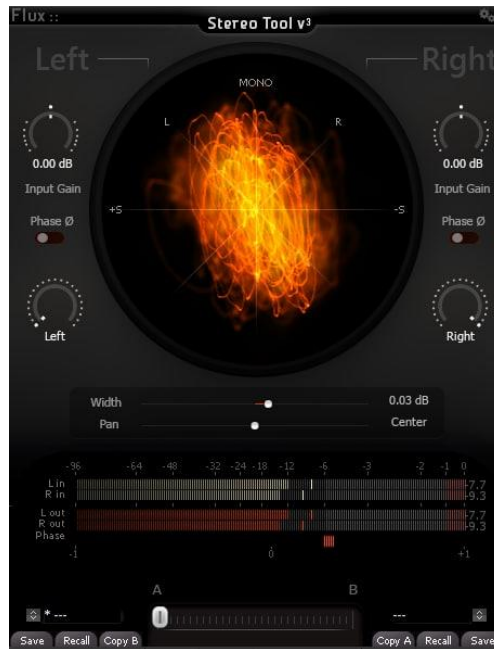 Flux::
Stereo Tool v³
Left
Right
MONO
L
R
+S
-S
0.00 dB
0.00 dB
Input Gain
Input Gain
Phase Ø
Phase Ø
Left
Right
Width
0.03 dB
Pan
Center
-96 -64 -48 -32 -24 -18 -12 -6 -3 -2 -1 0
L in -7.7
R in -9.3
L out -7.7
R out -9.3
Phase
-1 0 +1
A
B
* ---
---
Save Recall Copy B
Copy A Recall Save